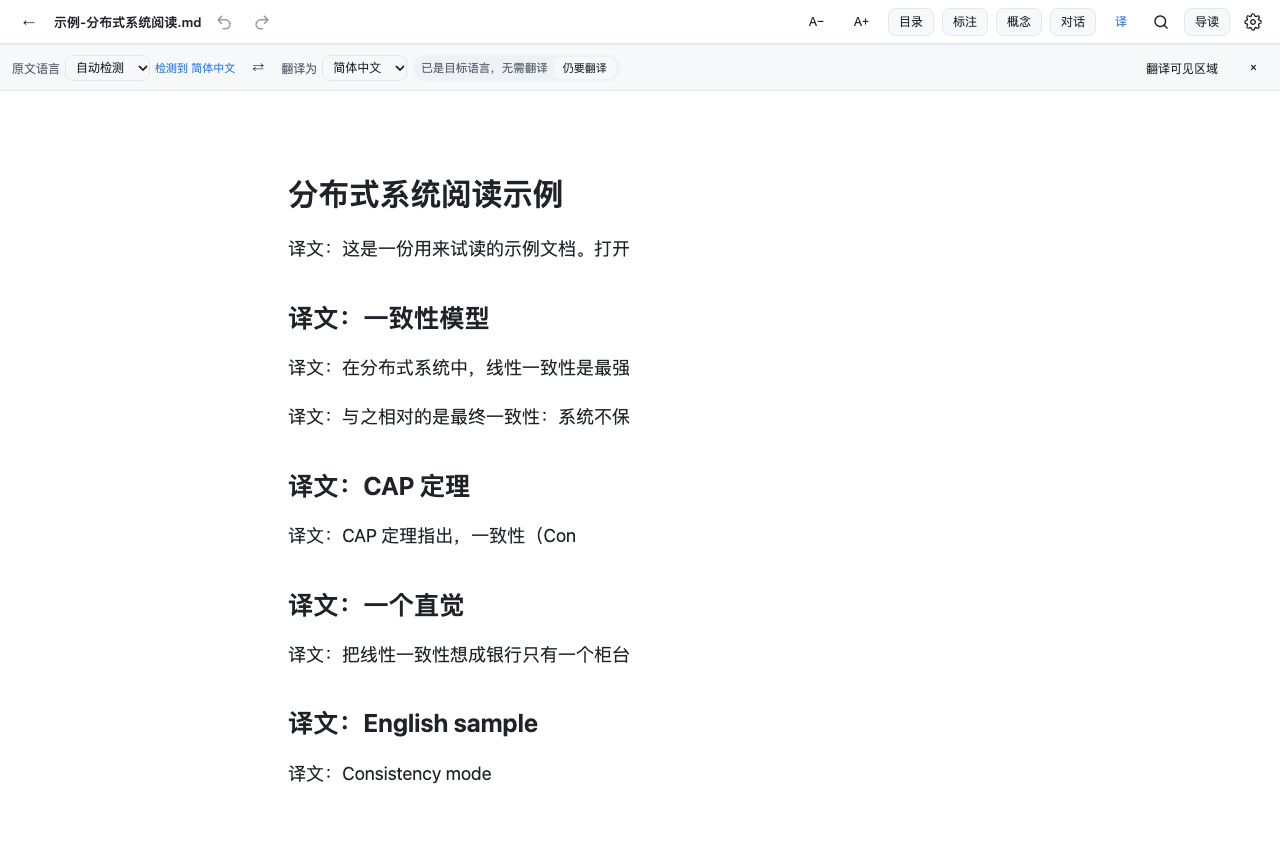 ← 示例-分布式系统阅读.md A− A+ 目录 标注 概念 对话 译 导读
原文语言 自动检测 检测到 简体中文 ⇄ 翻译为 简体中文 已是目标语言，无需翻译 仍要翻译 翻译可见区域 ×
分布式系统阅读示例
译文：这是一份用来试读的示例文档。打开
译文：一致性模型
译文：在分布式系统中，线性一致性是最强
译文：与之相对的是最终一致性：系统不保
译文：CAP 定理
译文：CAP 定理指出，一致性（Con
译文：一个直觉
译文：把线性一致性想成银行只有一个柜台
译文：English sample
译文：Consistency mode